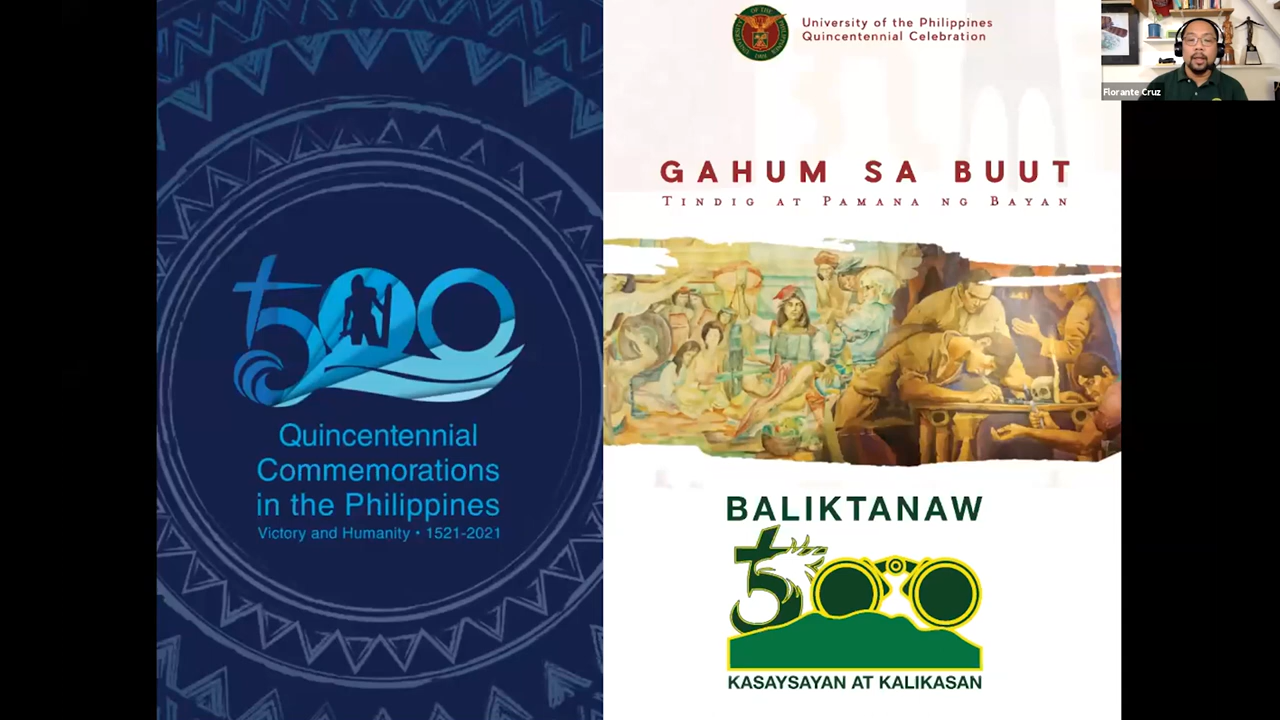 500
Quincentennial
Commemorations
in the Philippines
Victory and Humanity • 1521-2021
University of the Philippines
Quincentennial Celebration
GAHUM SA BUUT
TINDIG AT PAMANA NG BAYAN
BALIKTANAW
500
KASAYSAYAN AT KALIKASAN
Florante Cruz